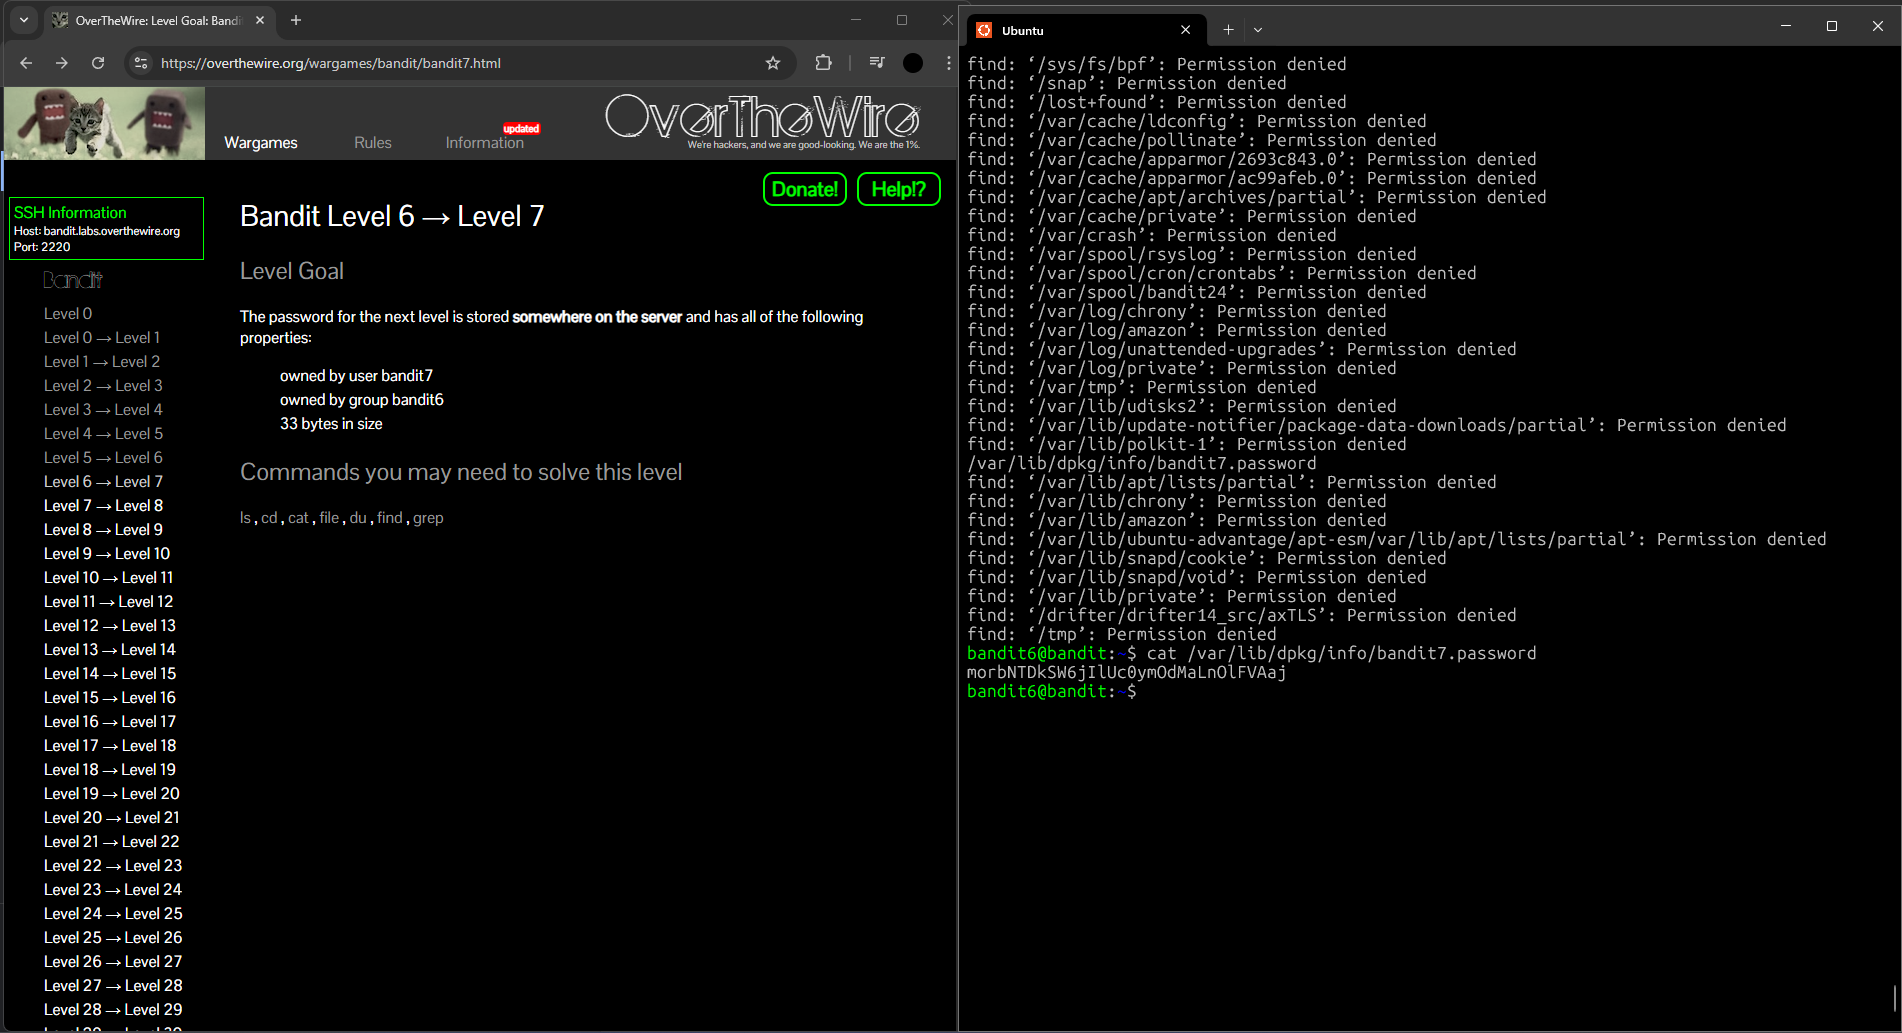 OverTheWire: Level Goal: Bandi
https://overthewire.org/wargames/bandit/bandit7.html
Wargames
Rules
Information
updated
OverTheWire
We're hackers, and we are good-looking. We are the 1%.
Donate!
Help!?
SSH Information
Host: bandit.labs.overthewire.org
Port: 2220
Bandit
Level 0
Level 0 → Level 1
Level 1 → Level 2
Level 2 → Level 3
Level 3 → Level 4
Level 4 → Level 5
Level 5 → Level 6
Level 6 → Level 7
Level 7 → Level 8
Level 8 → Level 9
Level 9 → Level 10
Level 10 → Level 11
Level 11 → Level 12
Level 12 → Level 13
Level 13 → Level 14
Level 14 → Level 15
Level 15 → Level 16
Level 16 → Level 17
Level 17 → Level 18
Level 18 → Level 19
Level 19 → Level 20
Level 20 → Level 21
Level 21 → Level 22
Level 22 → Level 23
Level 23 → Level 24
Level 24 → Level 25
Level 25 → Level 26
Level 26 → Level 27
Level 27 → Level 28
Level 28 → Level 29
Bandit Level 6 → Level 7
Level Goal
The password for the next level is stored somewhere on the server and has all of the following
properties:
owned by user bandit7
owned by group bandit6
33 bytes in size
Commands you may need to solve this level
ls , cd , cat , file , du , find , grep
Ubuntu
find: ‘/sys/fs/bpf’: Permission denied
find: ‘/snap’: Permission denied
find: ‘/lost+found’: Permission denied
find: ‘/var/cache/ldconfig’: Permission denied
find: ‘/var/cache/pollinate’: Permission denied
find: ‘/var/cache/apparmor/2693c843.0’: Permission denied
find: ‘/var/cache/apparmor/ac99afeb.0’: Permission denied
find: ‘/var/cache/apt/archives/partial’: Permission denied
find: ‘/var/cache/private’: Permission denied
find: ‘/var/crash’: Permission denied
find: ‘/var/spool/rsyslog’: Permission denied
find: ‘/var/spool/cron/crontabs’: Permission denied
find: ‘/var/spool/bandit24’: Permission denied
find: ‘/var/log/chrony’: Permission denied
find: ‘/var/log/amazon’: Permission denied
find: ‘/var/log/unattended-upgrades’: Permission denied
find: ‘/var/log/private’: Permission denied
find: ‘/var/tmp’: Permission denied
find: ‘/var/lib/udisks2’: Permission denied
find: ‘/var/lib/update-notifier/package-data-downloads/partial’: Permission denied
find: ‘/var/lib/polkit-1’: Permission denied
/var/lib/dpkg/info/bandit7.password
find: ‘/var/lib/apt/lists/partial’: Permission denied
find: ‘/var/lib/chrony’: Permission denied
find: ‘/var/lib/amazon’: Permission denied
find: ‘/var/lib/ubuntu-advantage/apt-esm/var/lib/apt/lists/partial’: Permission denied
find: ‘/var/lib/snapd/cookie’: Permission denied
find: ‘/var/lib/snapd/void’: Permission denied
find: ‘/var/lib/private’: Permission denied
find: ‘/drifter/drifter14_src/axTLS’: Permission denied
find: ‘/tmp’: Permission denied
bandit6@bandit:~$ cat /var/lib/dpkg/info/bandit7.password
morbNTDkSW6jIlUc0ymOdMaLnOlFVAaj
bandit6@bandit:~$